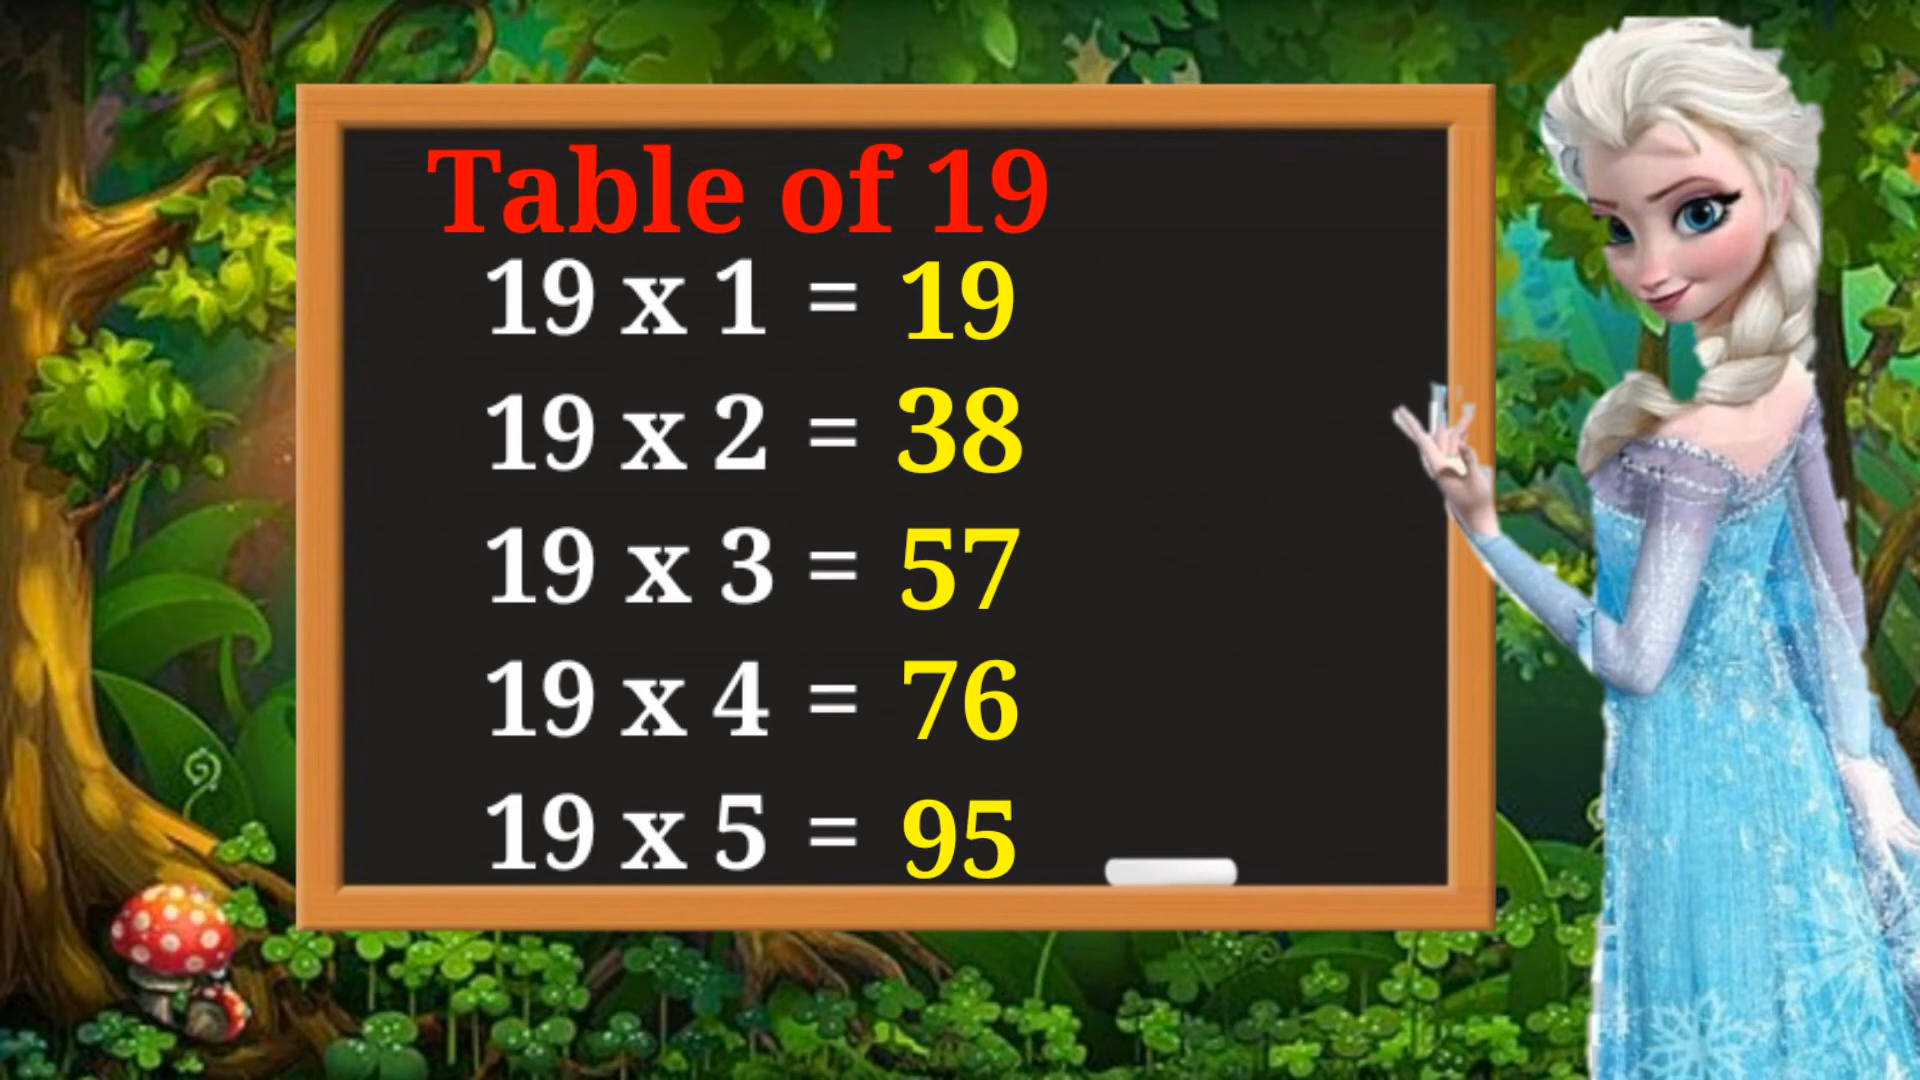 Table of 19
19 x 1 = 19
19 x 2 = 38
19 x 3 = 57
19 x 4 = 76
19 x 5 = 95